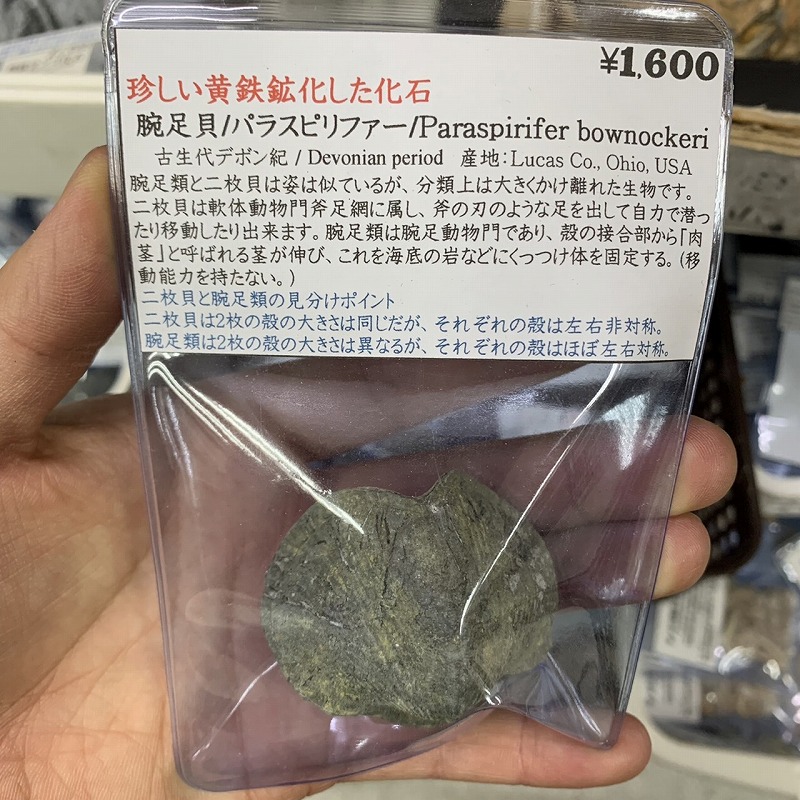 ¥1,600
珍しい黄鉄鉱化した化石
腕足貝/パラスピリファー/Paraspirifer bownockeri
古生代デボン紀 / Devonian period 産地:Lucas Co., Ohio, USA
腕足類と二枚貝は姿は似ているが、分類上は大きくかけ離れた生物です。
二枚貝は軟体動物門斧足網に属し、斧の刃のような足を出して自力で潜っ
たり移動したり出来ます。腕足類は腕足動物門であり、殻の接合部から「肉
茎」と呼ばれる茎が伸び、これを海底の岩などにくっつけ体を固定する。(移
動能力を持たない。)
二枚貝と腕足類の見分けポイント
二枚貝は2枚の殻の大きさは同じだが、それぞれの殻は左右非対称。
腕足類は2枚の殻の大きさは異なるが、それぞれの殻はほぼ左右対称。